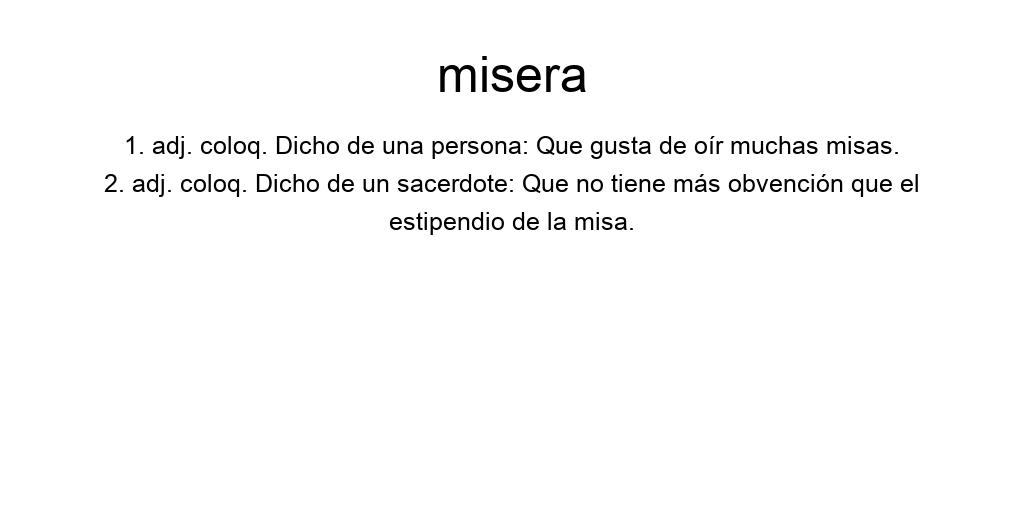 misera
1. adj. coloq. Dicho de una persona: Que gusta de oír muchas misas.
2. adj. coloq. Dicho de un sacerdote: Que no tiene más obvención que el
estipendio de la misa.